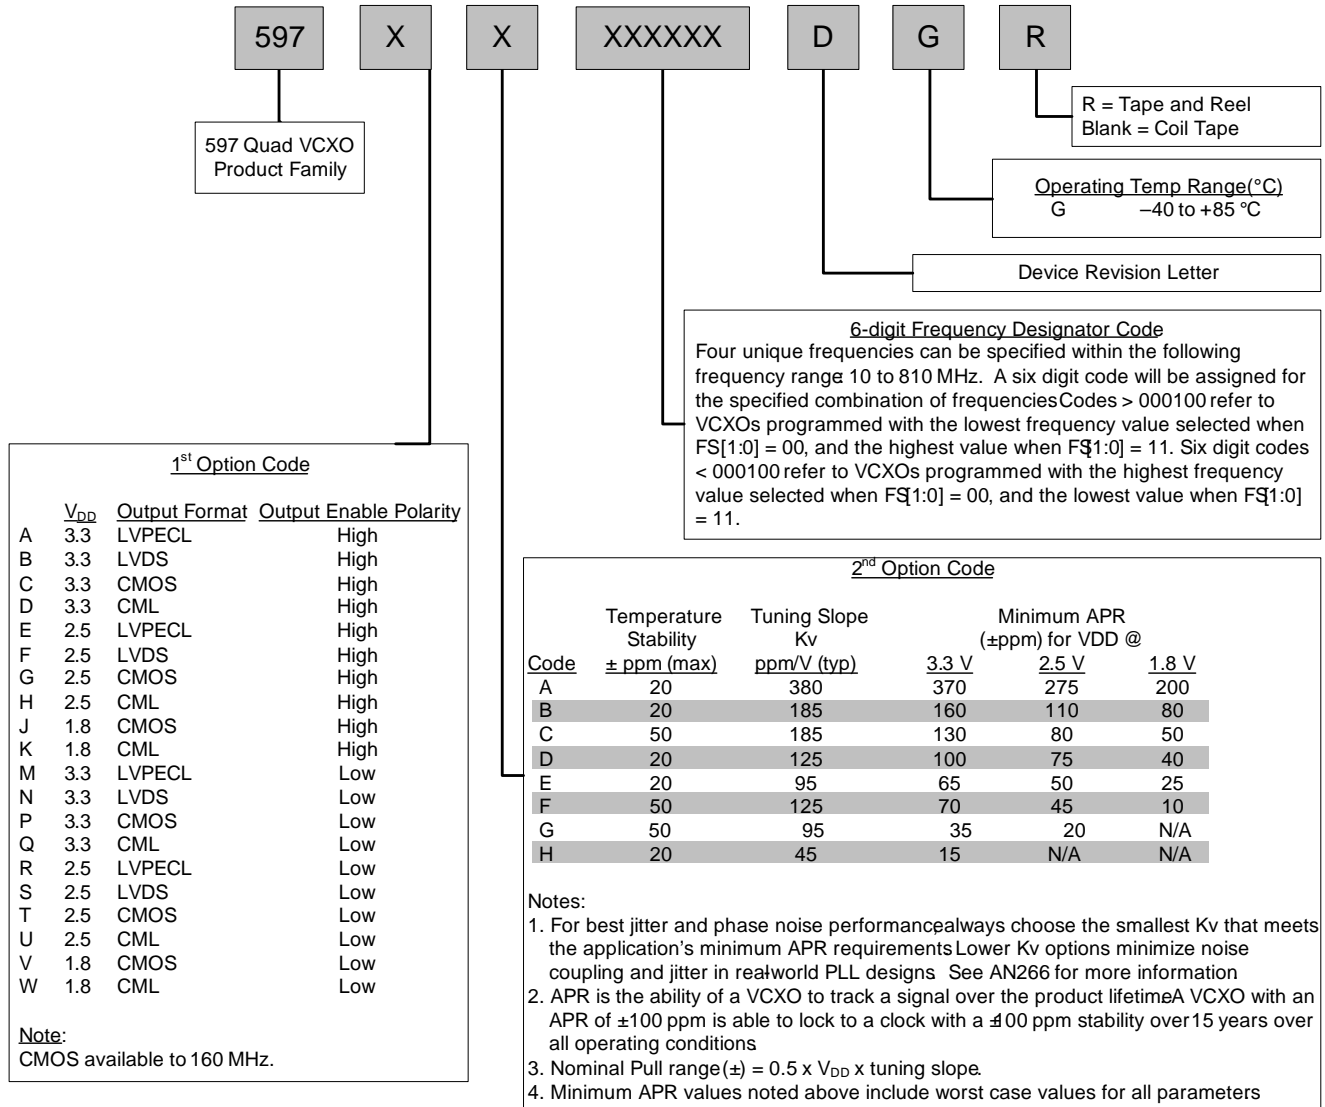 597 X X XXXXXX D G R
R = Tape and Reel
Blank = Coil Tape
597 Quad VCXO
Product Family
Operating Temp Range(°C)
G –40 to +85 °C
Device Revision Letter
6-digit Frequency Designator Code
Four unique frequencies can be specified within the following
frequency range: 10 to 810 MHz. A six digit code will be assigned for
the specified combination of frequencies. Codes > 000100 refer to
VCXOs programmed with the lowest frequency value selected when
FS[1:0] = 00, and the highest value when FS[1:0] = 11. Six digit codes
< 000100 refer to VCXOs programmed with the highest frequency
value selected when FS[1:0] = 00, and the lowest value when FS[1:0]
= 11.
1st Option Code
VDD Output Format Output Enable Polarity
A 3.3 LVPECL High
B 3.3 LVDS High
C 3.3 CMOS High
D 3.3 CML High
E 2.5 LVPECL High
F 2.5 LVDS High
G 2.5 CMOS High
H 2.5 CML High
J 1.8 CMOS High
K 1.8 CML High
M 3.3 LVPECL Low
N 3.3 LVDS Low
P 3.3 CMOS Low
Q 3.3 CML Low
R 2.5 LVPECL Low
S 2.5 LVDS Low
T 2.5 CMOS Low
U 2.5 CML Low
V 1.8 CMOS Low
W 1.8 CML Low
Note:
CMOS available to 160 MHz.
2nd Option Code
Temperature Tuning Slope Minimum APR
Stability Kv (±ppm) for VDD @
Code ± ppm (max) ppm/V (typ) 3.3 V 2.5 V 1.8 V
A 20 380 370 275 200
B 20 185 160 110 80
C 50 185 130 80 50
D 20 125 100 75 40
E 20 95 65 50 25
F 50 125 70 45 10
G 50 95 35 20 N/A
H 20 45 15 N/A N/A
Notes:
1. For best jitter and phase noise performance, always choose the smallest Kv that meets
the application's minimum APR requirements. Lower Kv options minimize noise
coupling and jitter in real-world PLL designs. See AN266 for more information.
2. APR is the ability of a VCXO to track a signal over the product lifetime. A VCXO with an
APR of ±100 ppm is able to lock to a clock with a ±100 ppm stability over 15 years over
all operating conditions.
3. Nominal Pull range (±) = 0.5 x VDD x tuning slope.
4. Minimum APR values noted above include worst case values for all parameters